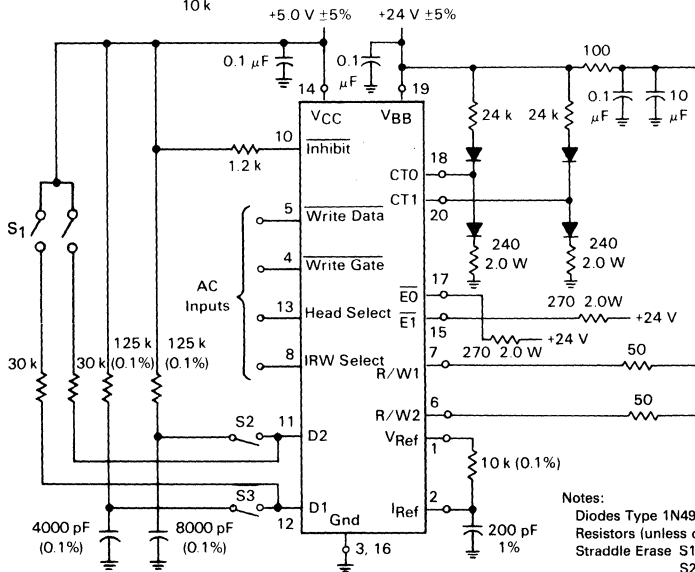 10 k
+5.0 V ±5%
+24 V ±5%
0.1 μF
0.1 μF
100
14
19
VCC
VBB
24 k
24 k
0.1 μF
10 μF
10
Inhibit
1.2 k
18
CT0
CT1
20
S1
5
Write Data
4
Write Gate
240
2.0 W
240
2.0 W
AC
Inputs
17
E0
13
Head Select
E1
15
270 2.0W
+24 V
+24 V
270 2.0 W
125 k
(0.1%)
125 k
(0.1%)
30 k
30 k
8
IRW Select
7
R/W1
50
6
R/W2
50
S2
11
D2
VRef
1
10 k (0.1%)
S3
D1
12
2
IRef
Gnd
3, 16
4000 pF
(0.1%)
8000 pF
(0.1%)
200 pF
1%
Notes:
Diodes Type 1N49
Resistors (unless
Straddle Erase S1
S2